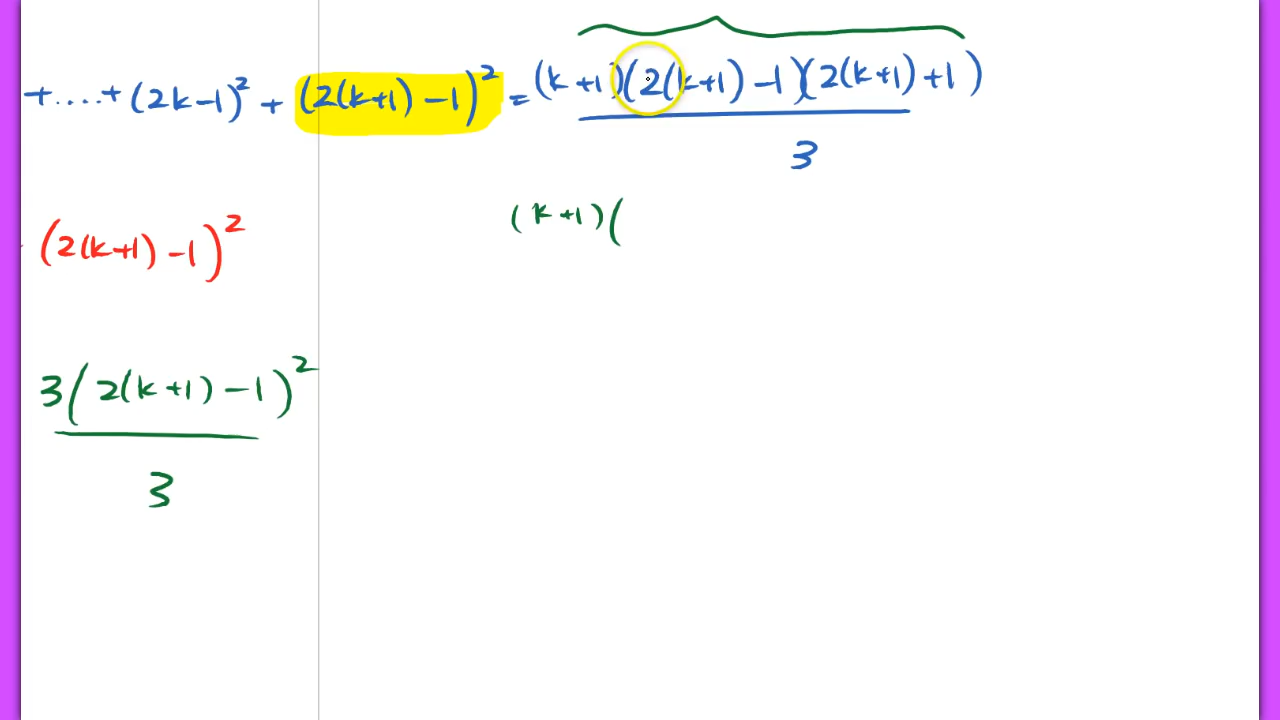 +....+ (2k-1)² + (2(k+1) -1)² = (k+1)(2(k+1) -1)(2(k+1) +1)
3
(k+1)(
(2(k+1) -1)²
3(2(k+1) -1)²
3